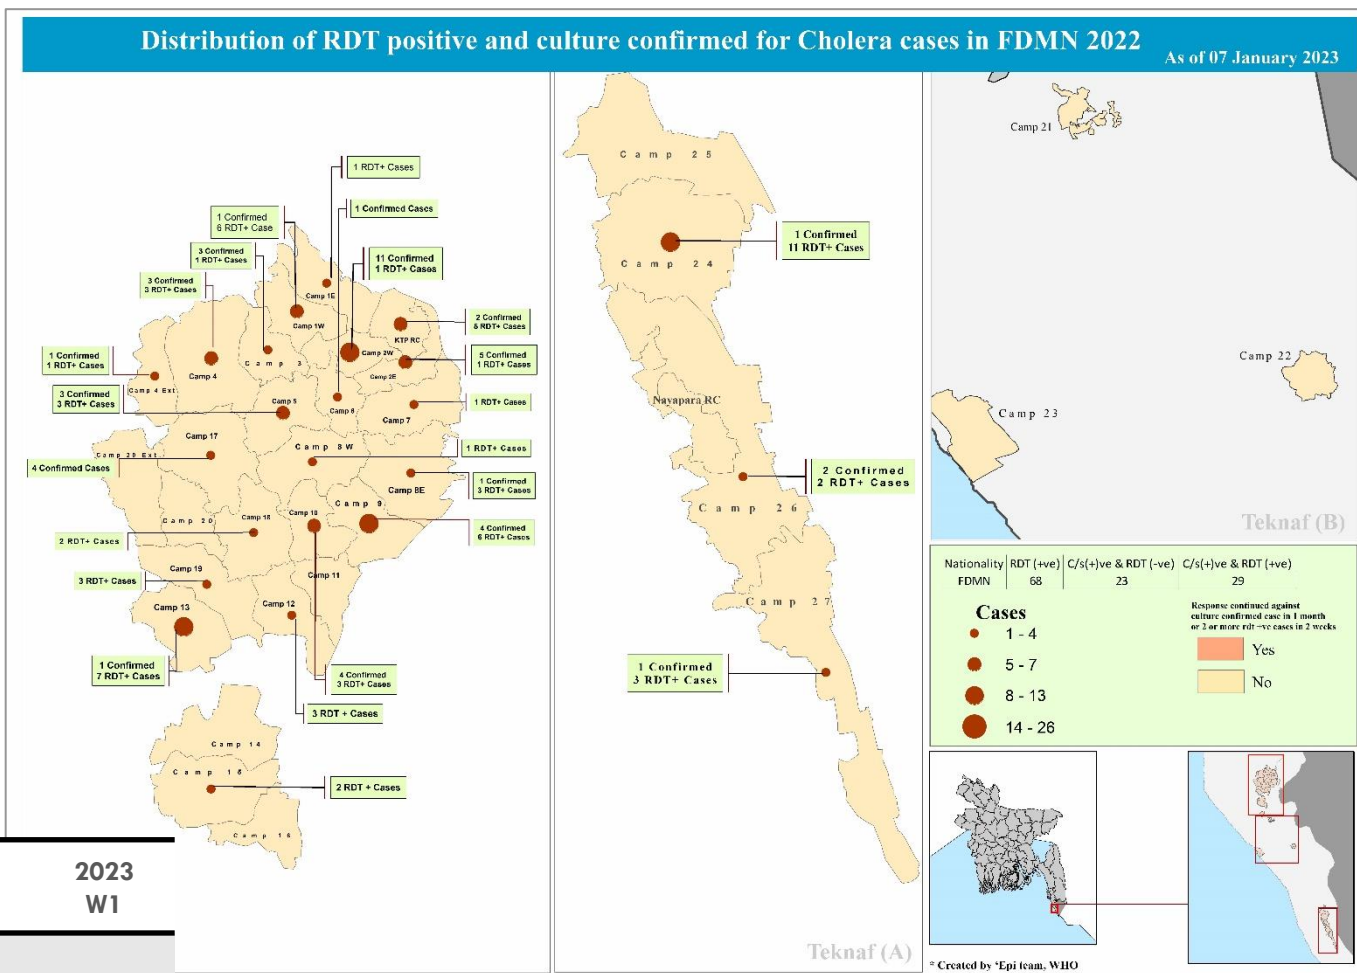 Distribution of RDT positive and culture confirmed for Cholera cases in FDMN 2022
As of 07 January 2023
1 RDT+ Cases
1 Confirmed Cases
1 Confirmed
6 RDT+ Case
3 Confirmed
1 RDT+ Cases
11 Confirmed
1 RDT+ Cases
3 Confirmed
3 RDT+ Cases
2 Confirmed
5 RDT+ Cases
1 Confirmed
1 RDT+ Cases
5 Confirmed
1 RDT+ Cases
3 Confirmed
3 RDT+ Cases
1 RDT+ Cases
4 Confirmed Cases
1 RDT+ Cases
1 Confirmed
3 RDT+ Cases
2 RDT+ Cases
4 Confirmed
6 RDT+ Cases
3 RDT+ Cases
1 Confirmed
7 RDT+ Cases
4 Confirmed
3 RDT+ Cases
3 RDT + Cases
2 RDT + Cases
Camp 1E
Camp 1W
KTP RC
Camp 2W
Camp 2E
Camp 3
Camp 4
Camp 4 Ext
Camp 5
Camp 6
Camp 7
Camp 17
Camp 8W
Camp 20 Ext
Camp 8E
Camp 9
Camp 10
Camp 20
Camp 18
Camp 19
Camp 11
Camp 12
Camp 13
Camp 14
Camp 15
Camp 16
2023
W1
Camp 25
1 Confirmed
11 RDT+ Cases
Camp 24
Nayapara RC
2 Confirmed
2 RDT+ Cases
Camp 26
Camp 27
1 Confirmed
3 RDT+ Cases
Teknaf (A)
Camp 21
Camp 22
Camp 23
Teknaf (B)
Nationality RDT (+ve) C/s(+)ve & RDT (-ve) C/s(+)ve & RDT (+ve)
FDMN 68 23 29
Cases
1 - 4
5 - 7
8 - 13
14 - 26
Response continued against
culture confirmed case in 1 month
or 2 or more rdt +ve cases in 2 weeks
Yes
No
* Created by 'Epi team, WHO